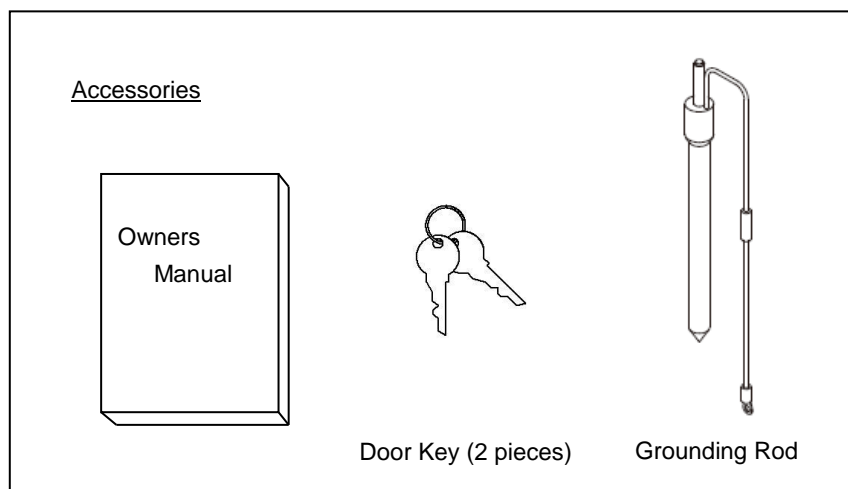 Accessories
Owners
Manual
Door Key (2 pieces)
Grounding Rod